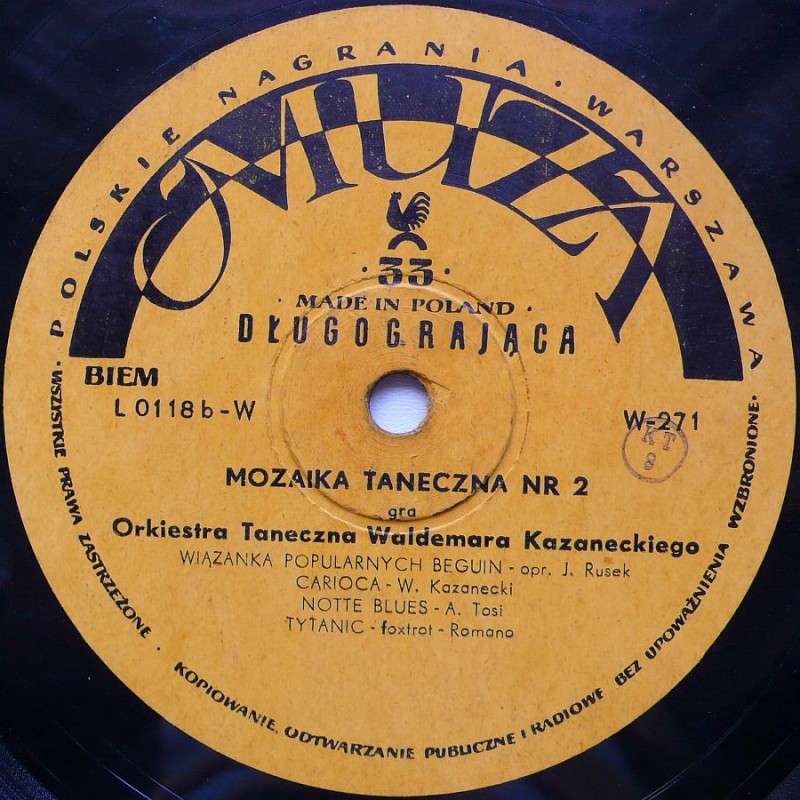 POLSKIE NAGRANIA · WARSZAWA
MUZA
· 33 ·
· MADE IN POLAND ·
DŁUGOGRAJĄCA
BIEM
L 0118 b - W
W-271
KT
8
MOZAIKA TANECZNA NR 2
gra
Orkiestra Taneczna Waldemara Kazaneckiego
WIĄZANKA POPULARNYCH BEGUIN - opr. J. Rusek
CARIOCA - W. Kazanecki
NOTTE BLUES - A. Tosi
TYTANIC - foxtrot - Romano
· WSZYSTKIE PRAWA ZASTRZEŻONE · KOPIOWANIE, ODTWARZANIE PUBLICZNE I RADIOWE BEZ UPOWAŻNIENIA WZBRONIONE ·